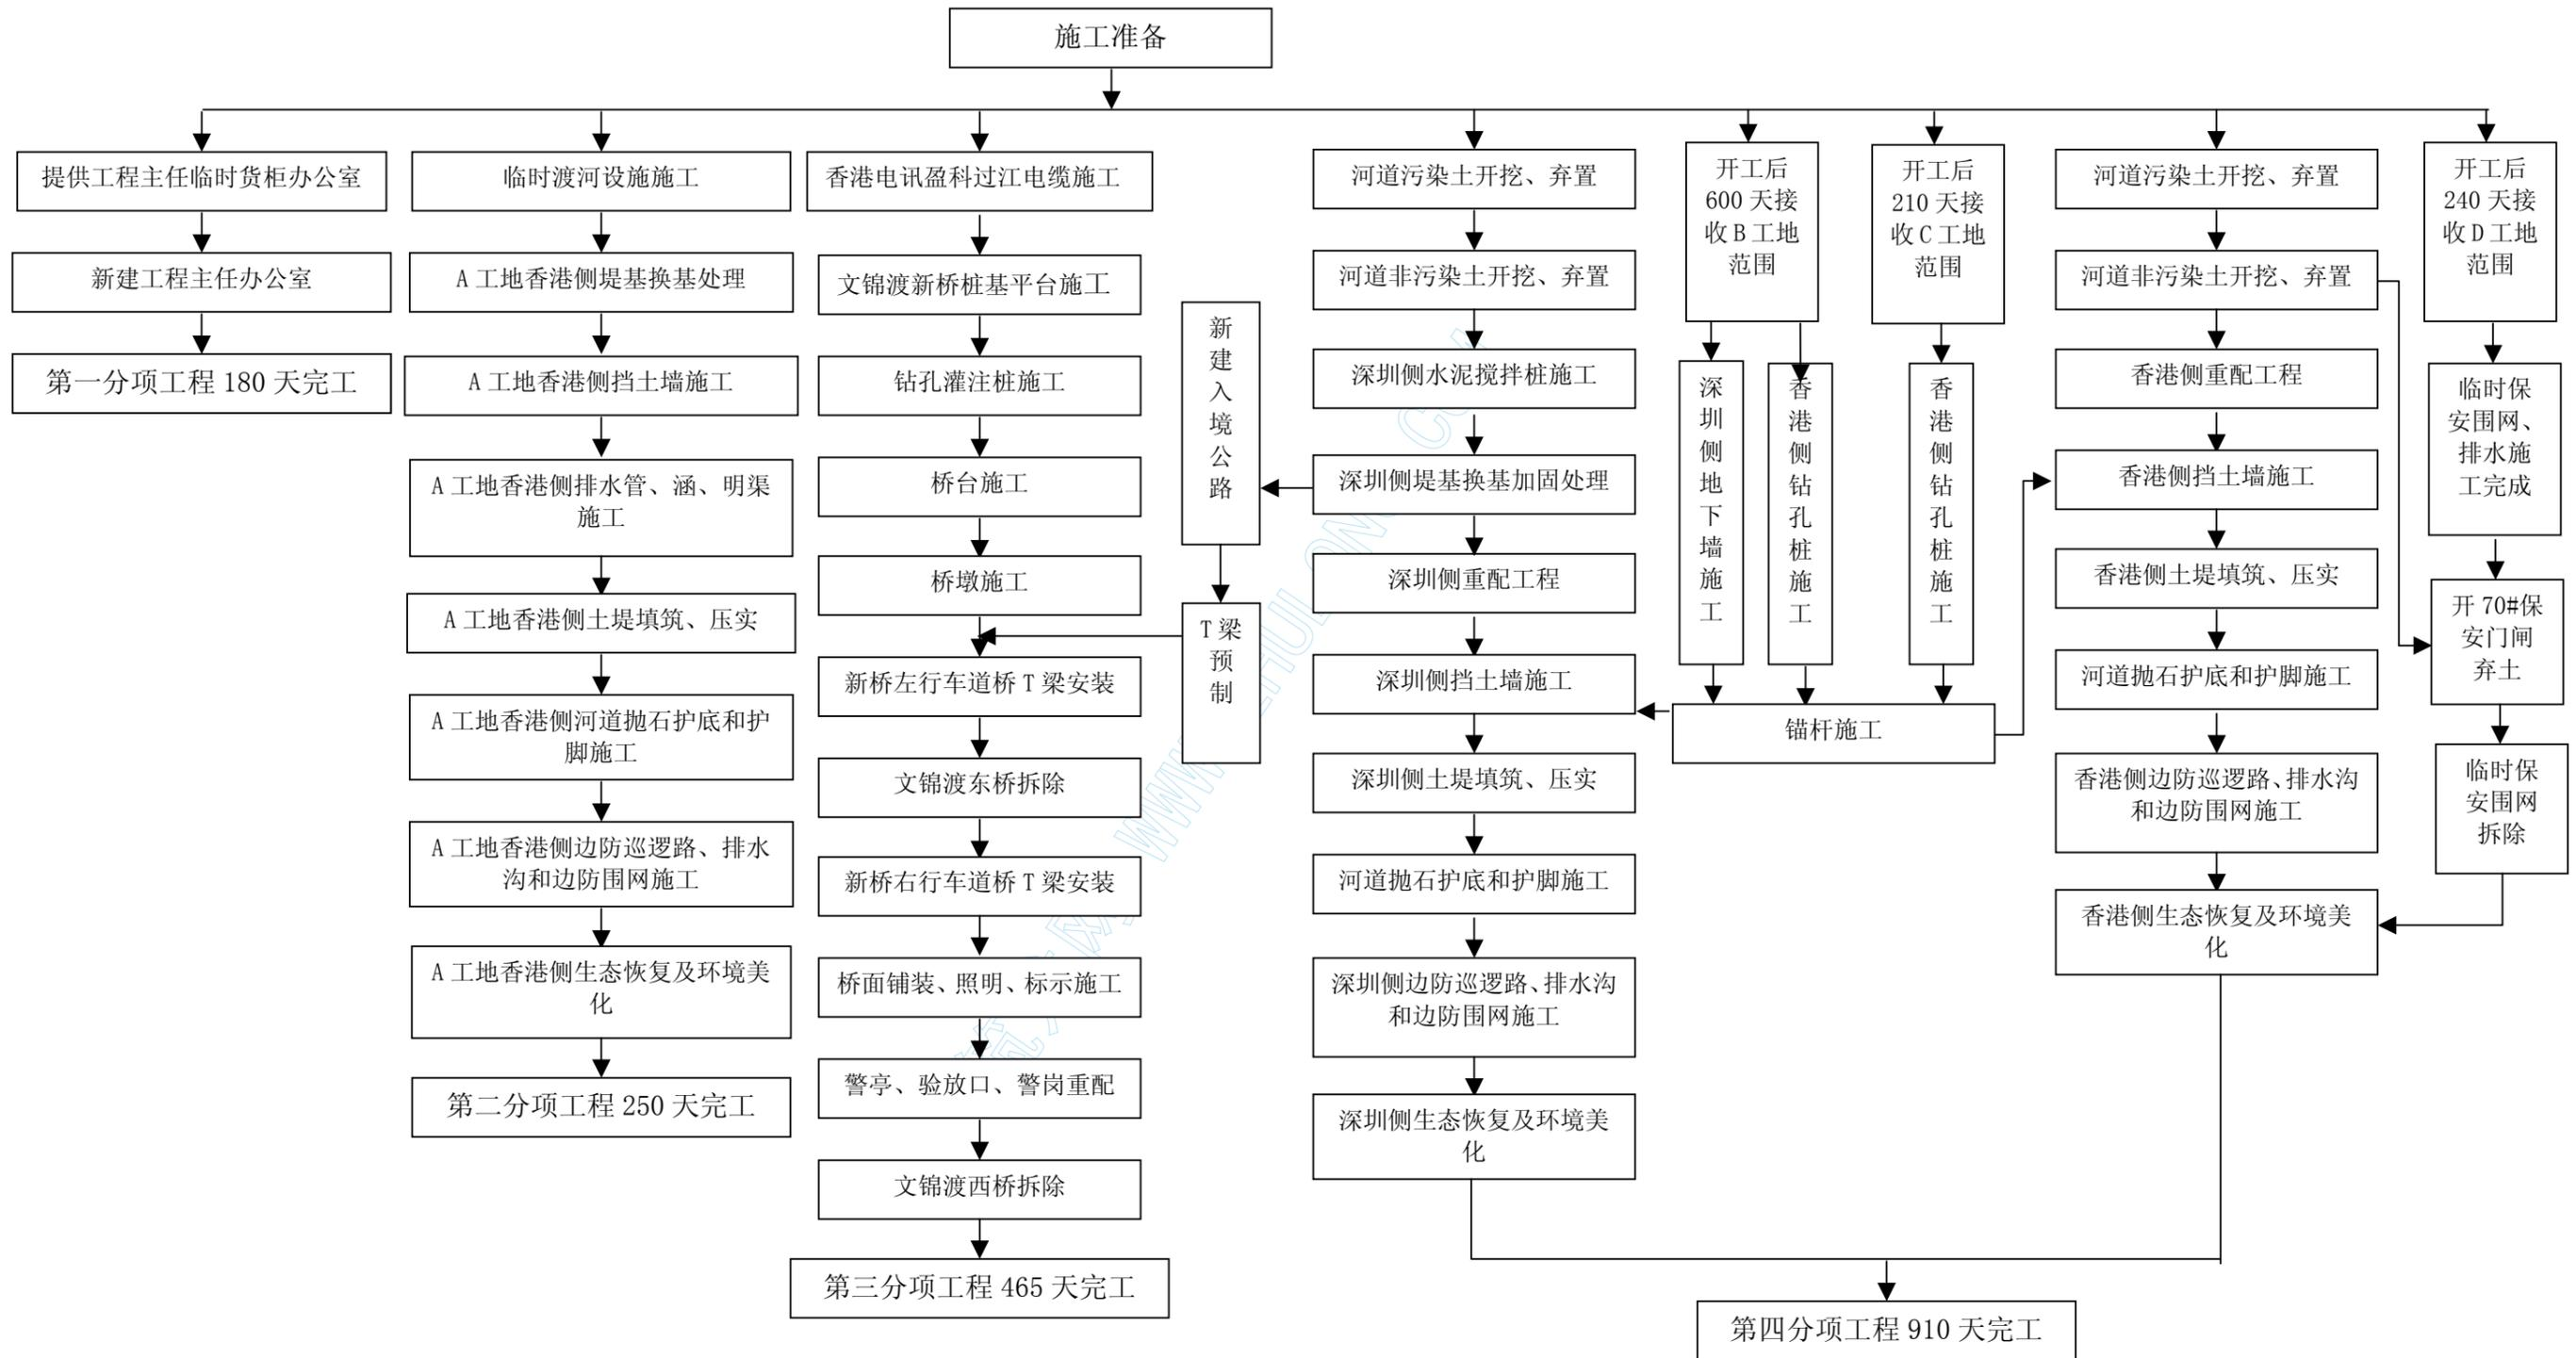 施工准备
提供工程主任临时货柜办公室
新建工程主任办公室
第一分项工程 180 天完工
临时渡河设施施工
A 工地香港侧堤基换基处理
A 工地香港侧挡土墙施工
A 工地香港侧排水管、涵、明渠
施工
A 工地香港侧土堤填筑、压实
A 工地香港侧河道抛石护底和护
脚施工
A 工地香港侧边防巡逻路、排水
沟和边防围网施工
A 工地香港侧生态恢复及环境美
化
第二分项工程 250 天完工
香港电讯盈科过江电缆施工
文锦渡新桥桩基平台施工
钻孔灌注桩施工
桥台施工
桥墩施工
新桥左行车道桥 T 梁安装
文锦渡东桥拆除
新桥右行车道桥 T 梁安装
桥面铺装、照明、标示施工
警亭、验放口、警岗重配
文锦渡西桥拆除
第三分项工程 465 天完工
新建入境公路
T 梁
预
制
河道污染土开挖、弃置
河道非污染土开挖、弃置
深圳侧水泥搅拌桩施工
深圳侧堤基换基加固处理
深圳侧重配工程
深圳侧挡土墙施工
深圳侧土堤填筑、压实
河道抛石护底和护脚施工
深圳侧边防巡逻路、排水沟
和边防围网施工
深圳侧生态恢复及环境美
化
开工后
600 天接
收 B 工地
范围
深圳侧地下墙施工
香港侧钻孔桩施工
开工后
210 天接
收 C 工地
范围
香港侧钻孔桩施工
锚杆施工
河道污染土开挖、弃置
河道非污染土开挖、弃置
香港侧重配工程
香港侧挡土墙施工
香港侧土堤填筑、压实
河道抛石护底和护脚施工
香港侧边防巡逻路、排水沟
和边防围网施工
香港侧生态恢复及环境美
化
开工后
240 天接
收 D 工地
范围
临时保
安围网、
排水施
工完成
开 70#保
安门闸
弃土
临时保
安围网
拆除
第四分项工程 910 天完工